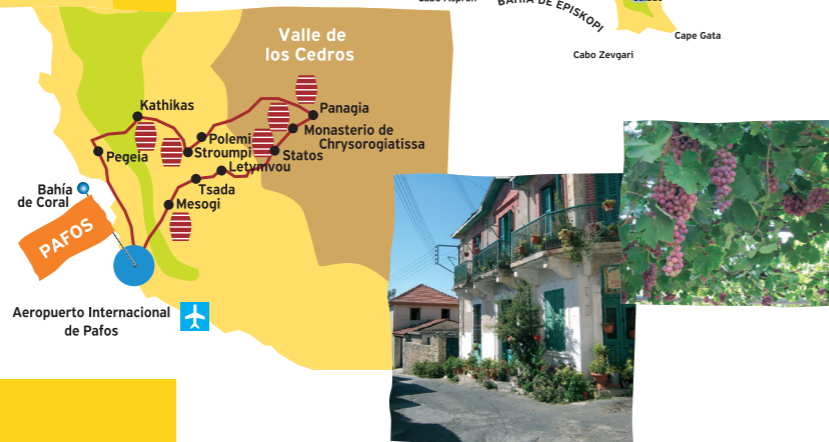 BAHÍA DE EPISKOPI
Cape Gata
Cabo Zevgari
Valle de
los Cedros
Kathikas
Panagia
Polemi
Monasterio de
Chrysorogiatissa
Pegeia
Stroumpi
Statos
Letymvou
Tsada
Bahía
de Coral
Mesogi
PAFOS
Aeropuerto Internacional
de Pafos